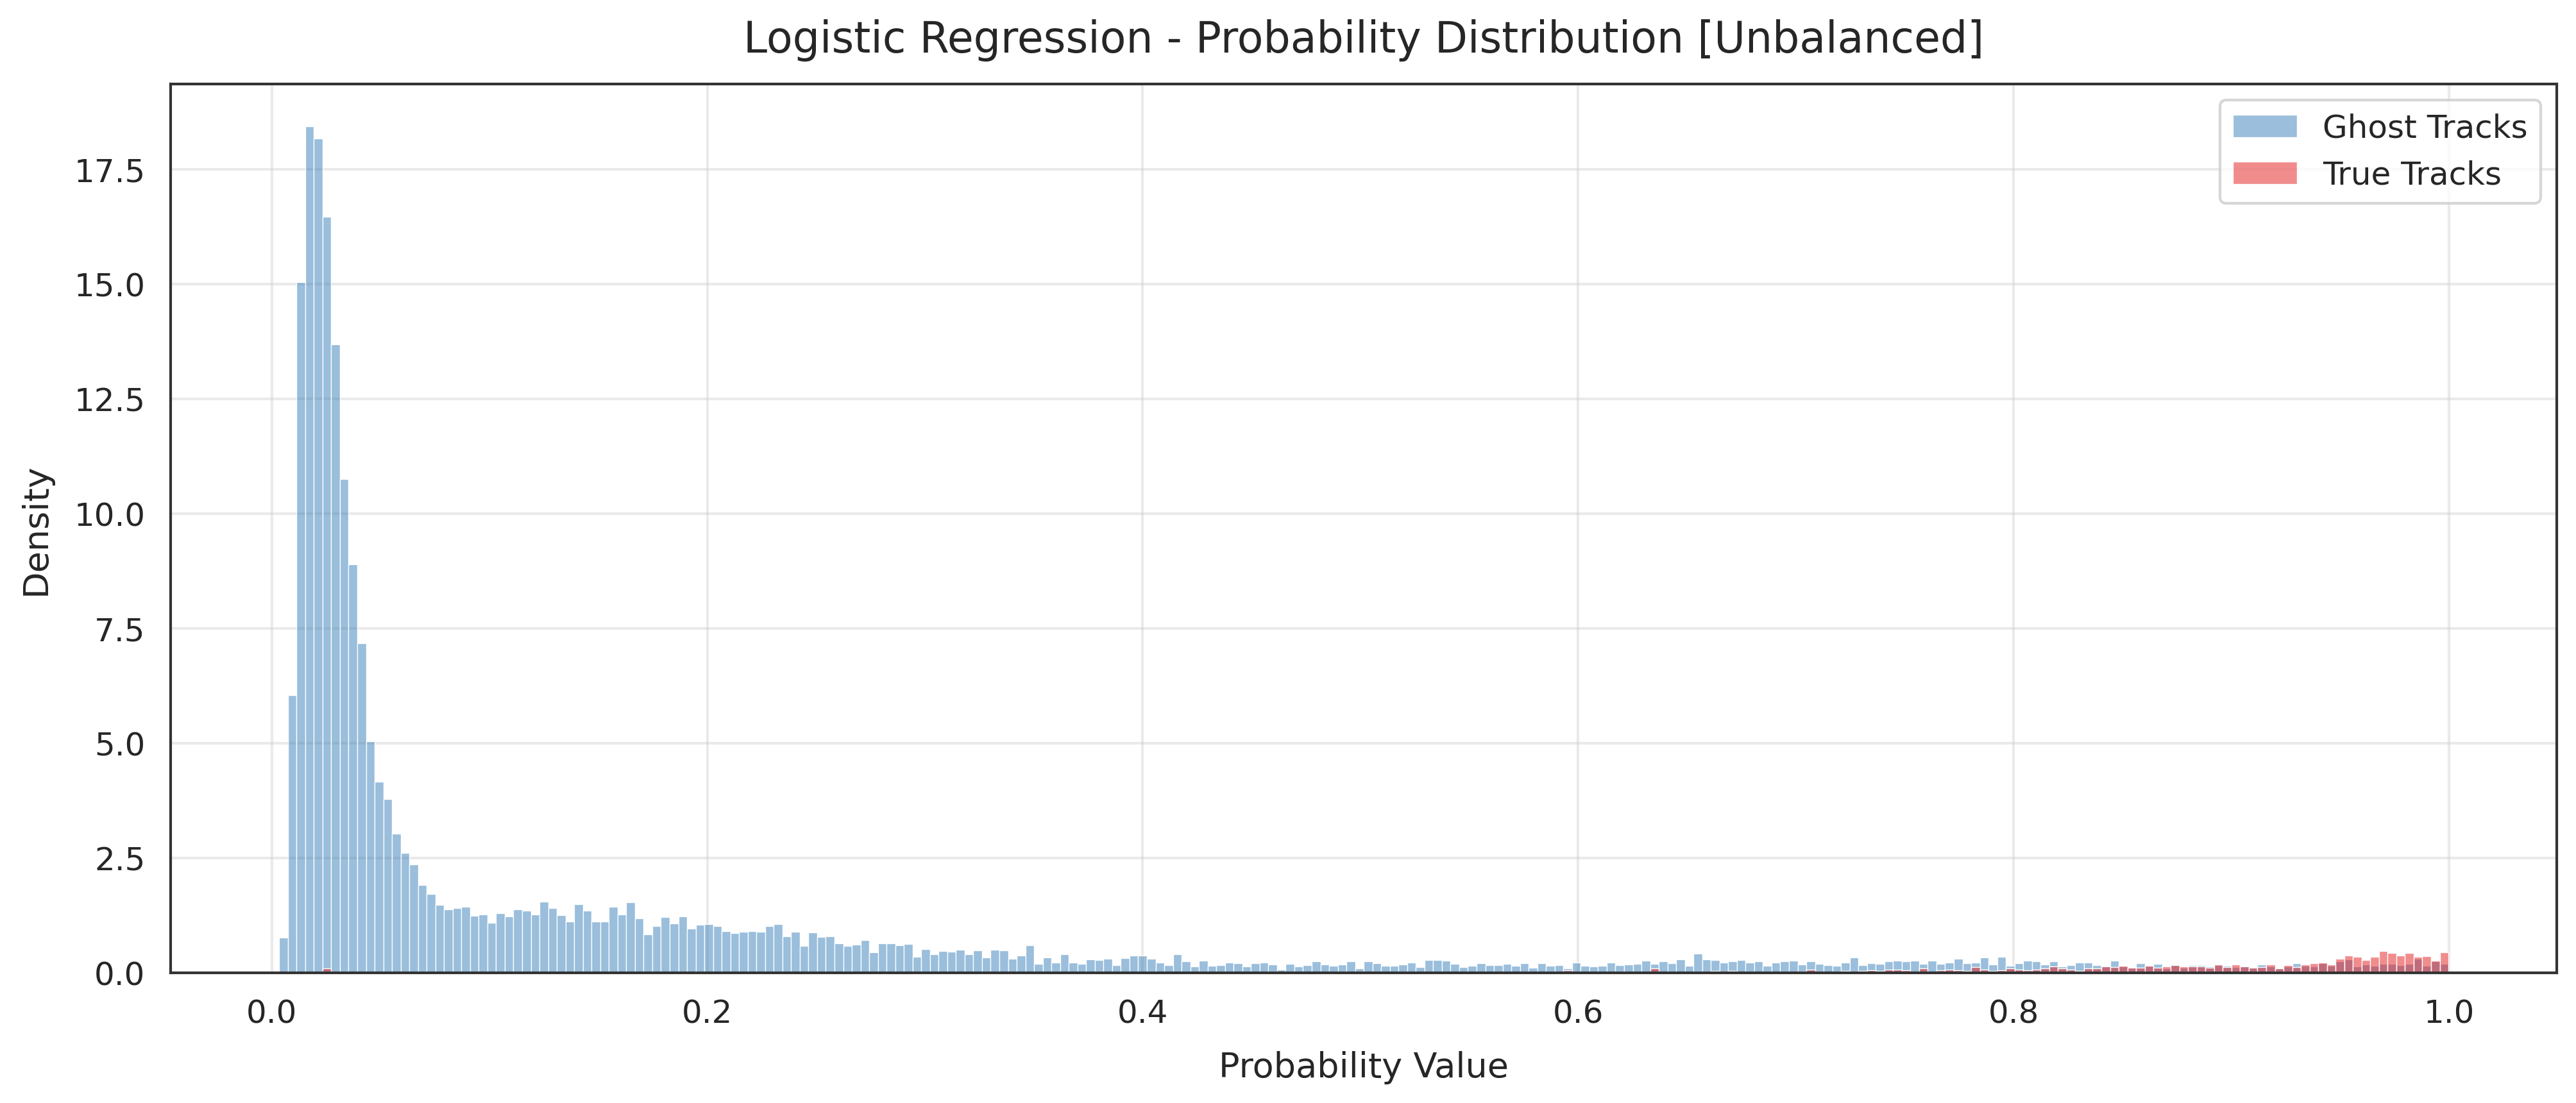 Logistic Regression - Probability Distribution [Unbalanced]
Ghost Tracks
True Tracks
Density
17.5
15.0
12.5
10.0
7.5
5.0
2.5
0.0
0.0 0.2 0.4 0.6 0.8 1.0
Probability Value